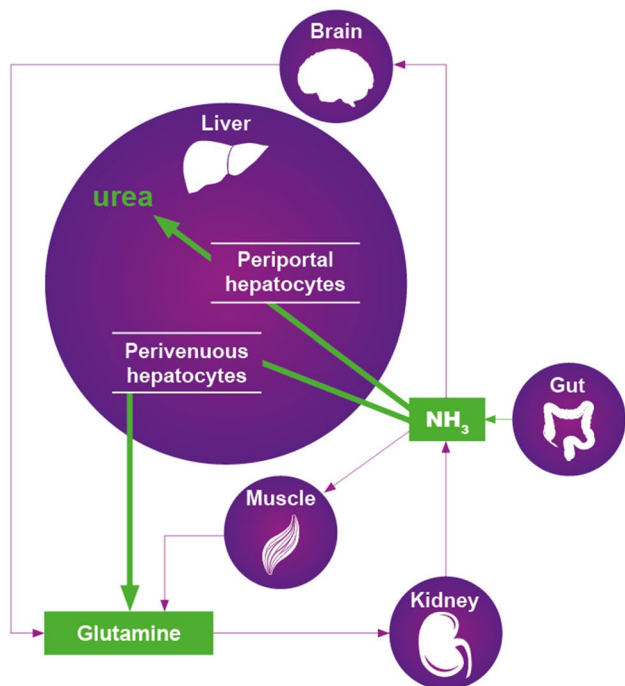 Brain
Liver
urea
Periportal
hepatocytes
Perivenuous
hepatocytes
Gut
NH₃
Muscle
Kidney
Glutamine